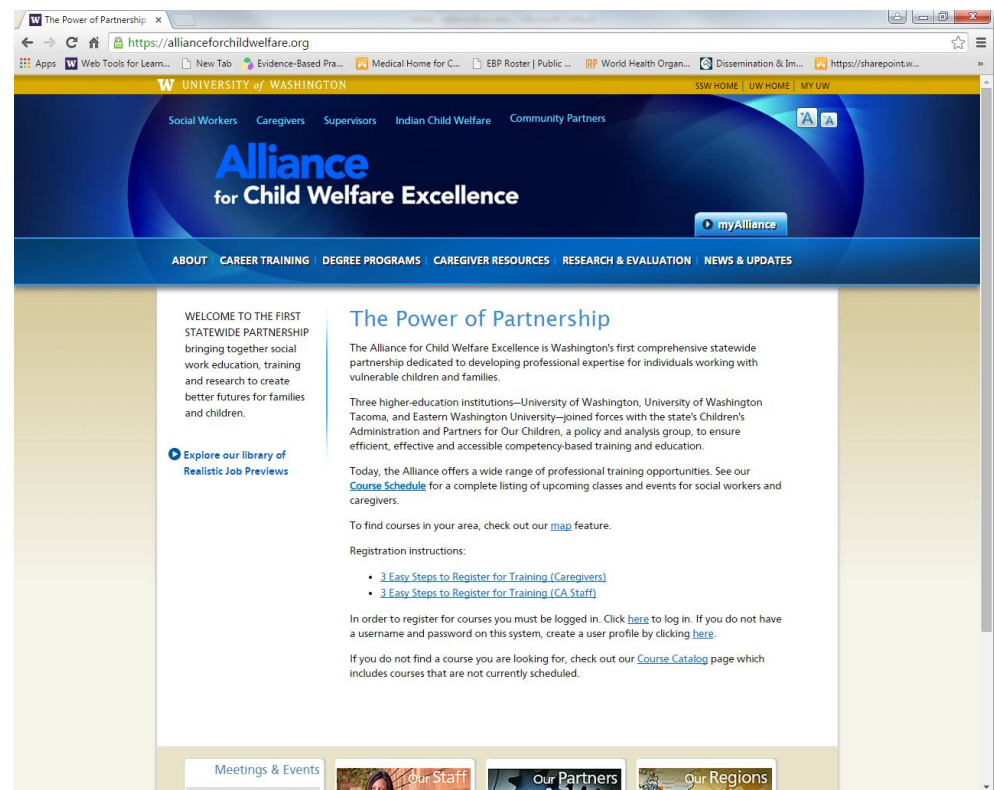 The Power of Partnership
https://allianceforchildwelfare.org
Apps Web Tools for Learn... New Tab Evidence-Based Pra... Medical Home for C... EBP Roster | Public ... World Health Organ... Dissemination & Im... https://sharepoint.w... »
W UNIVERSITY of WASHINGTON
SSW HOME | UW HOME | MY UW
Social Workers Caregivers Supervisors Indian Child Welfare Community Partners
A A
Alliance
for Child Welfare Excellence
myAlliance
ABOUT | CAREER TRAINING | DEGREE PROGRAMS | CAREGIVER RESOURCES | RESEARCH & EVALUATION | NEWS & UPDATES
WELCOME TO THE FIRST
STATEWIDE PARTNERSHIP
bringing together social
work education, training
and research to create
better futures for families
and children.
Explore our library of
Realistic Job Previews
The Power of Partnership
The Alliance for Child Welfare Excellence is Washington's first comprehensive statewide
partnership dedicated to developing professional expertise for individuals working with
vulnerable children and families.
Three higher-education institutions—University of Washington, University of Washington
Tacoma, and Eastern Washington University—joined forces with the state's Children's
Administration and Partners for Our Children, a policy and analysis group, to ensure
efficient, effective and accessible competency-based training and education.
Today, the Alliance offers a wide range of professional training opportunities. See our
Course Schedule for a complete listing of upcoming classes and events for social workers and
caregivers.
To find courses in your area, check out our map feature.
Registration instructions:
• 3 Easy Steps to Register for Training (Caregivers)
• 3 Easy Steps to Register for Training (CA Staff)
In order to register for courses you must be logged in. Click here to log in. If you do not have
a username and password on this system, create a user profile by clicking here.
If you do not find a course you are looking for, check out our Course Catalog page which
includes courses that are not currently scheduled.
Meetings & Events
Our Staff
Our Partners
Our Regions